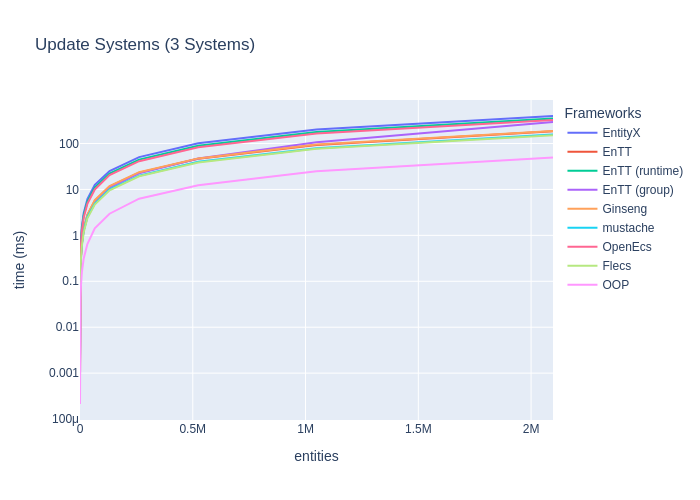 Update Systems (3 Systems)
Frameworks
EntityX
EnTT
EnTT (runtime)
EnTT (group)
Ginseng
mustache
OpenEcs
Flecs
OOP
time (ms)
100
10
1
0.1
0.01
0.001
100μ
0 0.5M 1M 1.5M 2M
entities